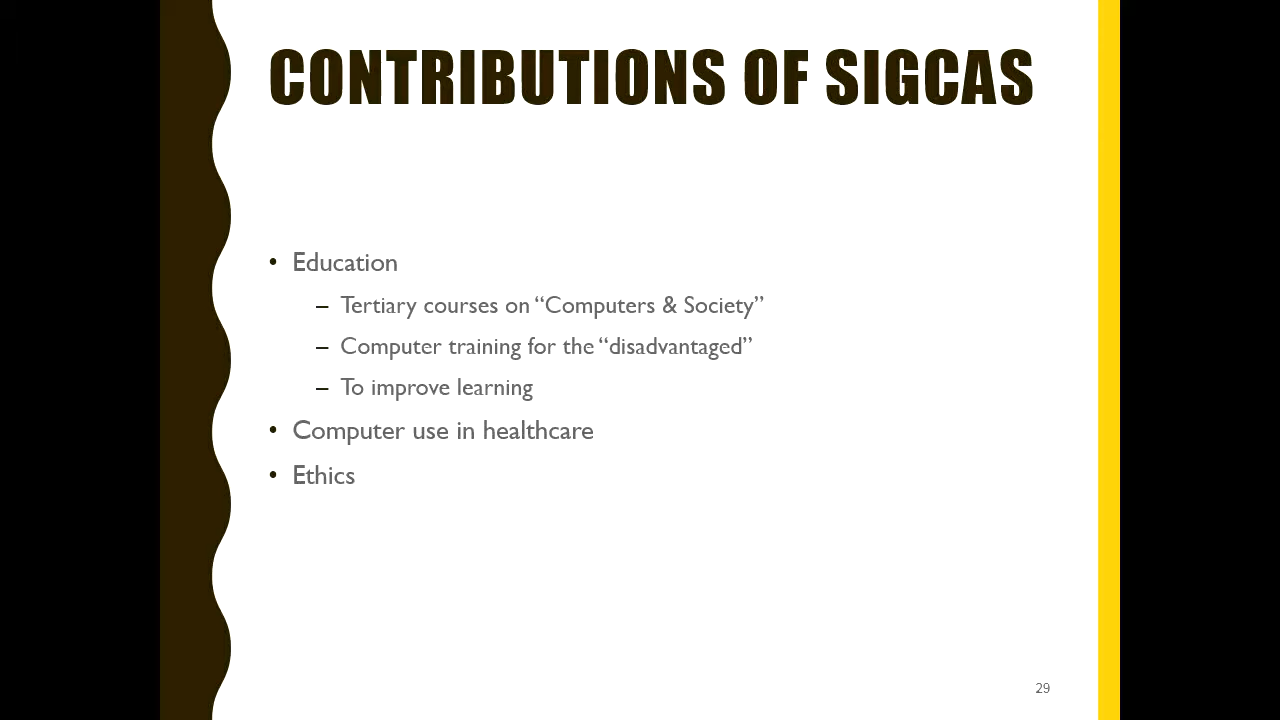 CONTRIBUTIONS OF SIGCAS
• Education
– Tertiary courses on “Computers & Society”
– Computer training for the “disadvantaged”
– To improve learning
• Computer use in healthcare
• Ethics
29